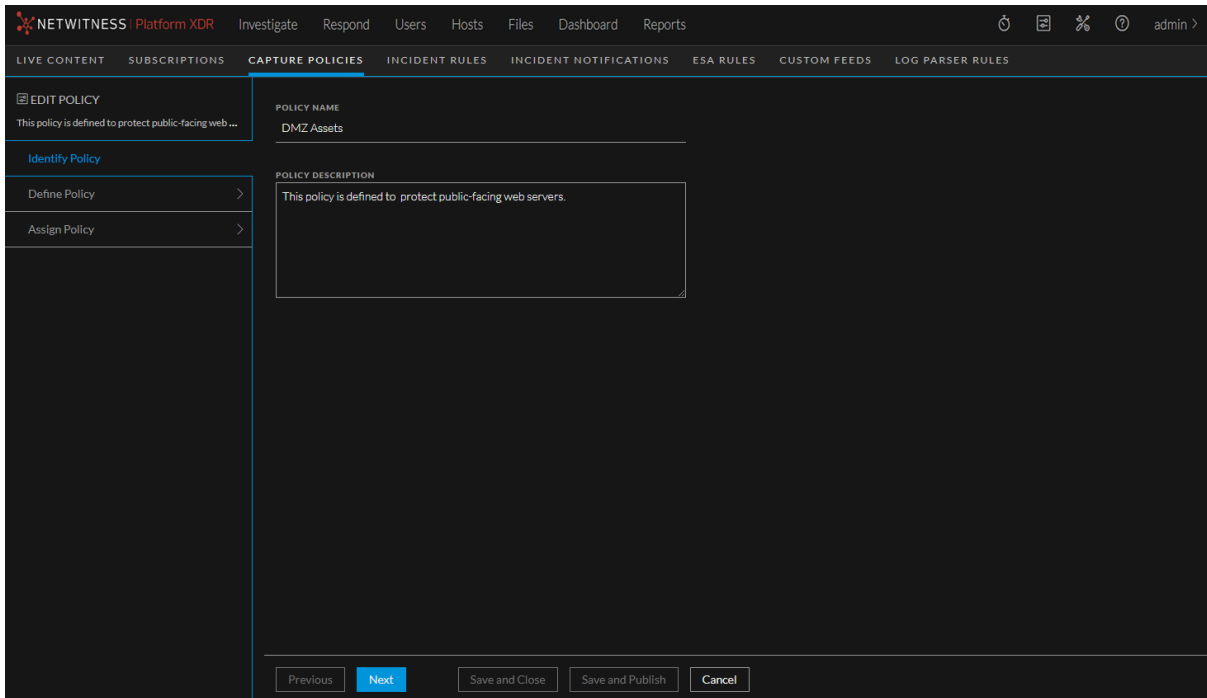 NETWITNESS | Platform XDR Investigate Respond Users Hosts Files Dashboard Reports admin >
LIVE CONTENT SUBSCRIPTIONS CAPTURE POLICIES INCIDENT RULES INCIDENT NOTIFICATIONS ESA RULES CUSTOM FEEDS LOG PARSER RULES
EDIT POLICY
This policy is defined to protect public-facing web ...
Identify Policy
Define Policy
Assign Policy
POLICY NAME
DMZ Assets
POLICY DESCRIPTION
This policy is defined to protect public-facing web servers.
Previous Next Save and Close Save and Publish Cancel